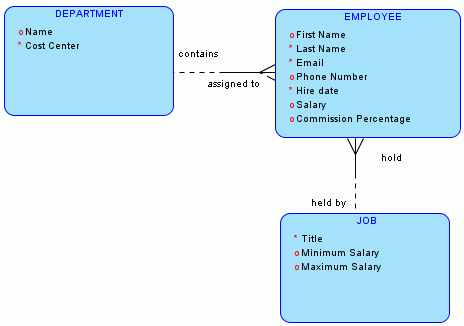 DEPARTMENT
o Name
* Cost Center
contains
assigned to
EMPLOYEE
o First Name
* Last Name
* Email
o Phone Number
* Hire date
o Salary
o Commission Percentage
hold
held by
JOB
* Title
o Minimum Salary
o Maximum Salary